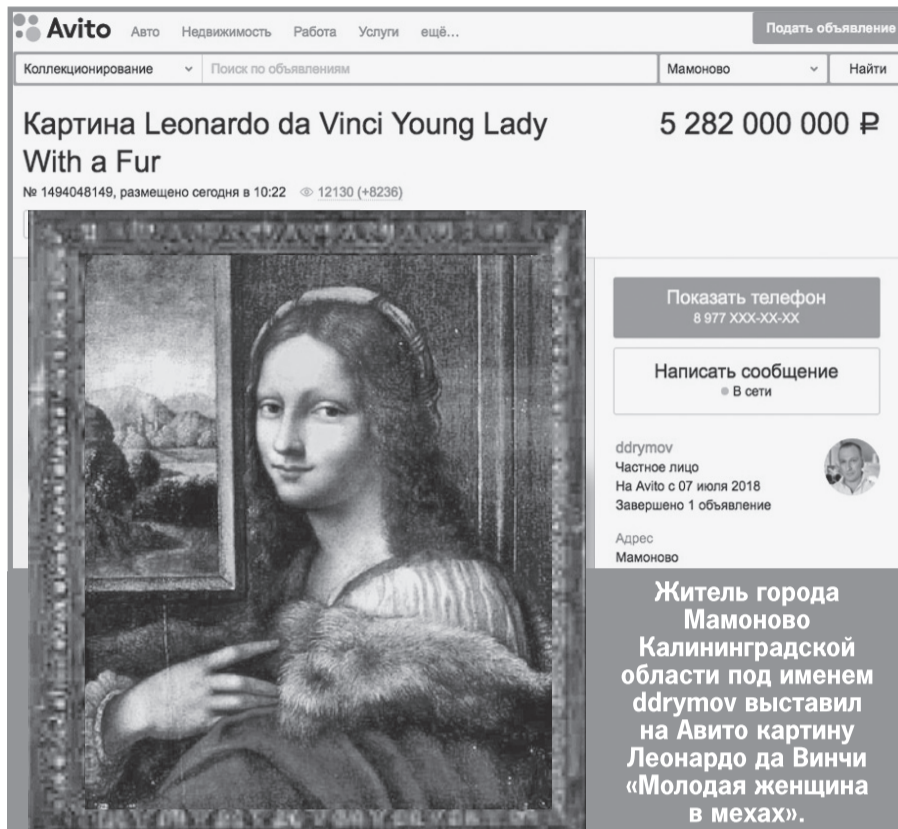 Avito Авто Недвижимость Работа Услуги ещё... Подать объявление
Коллекционирование Поиск по объявлениям Мамоново Найти
Картина Leonardo da Vinci Young Lady
With a Fur
5 282 000 000 ₽
№ 1494048149, размещено сегодня в 10:22 12130 (+8236)
Показать телефон
8 977 XXX-XX-XX
Написать сообщение
В сети
ddrymov
Частное лицо
На Avito с 07 июля 2018
Завершено 1 объявление
Адрес
Мамоново
Житель города
Мамоново
Калининградской
области под именем
ddrymov выставил
на Авито картину
Леонардо да Винчи
«Молодая женщина
в мехах».